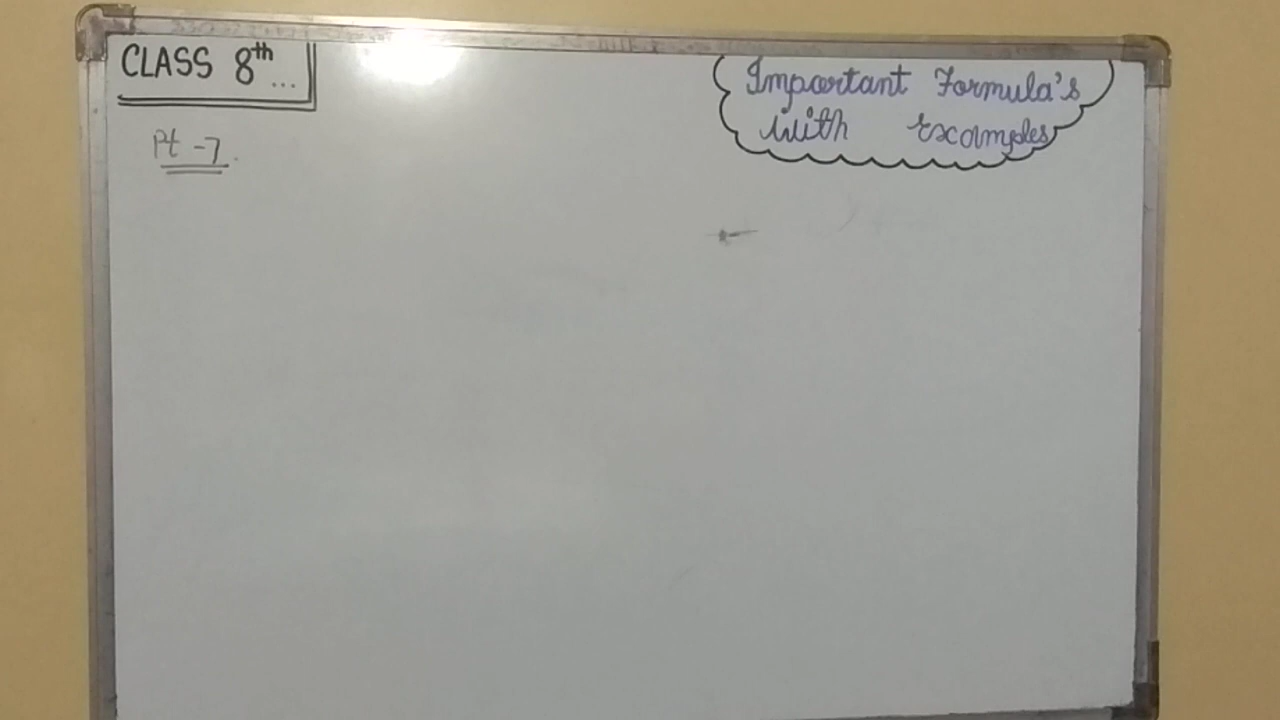 CLASS 8th ...
Important Formula's
with Examples
Pt -7.